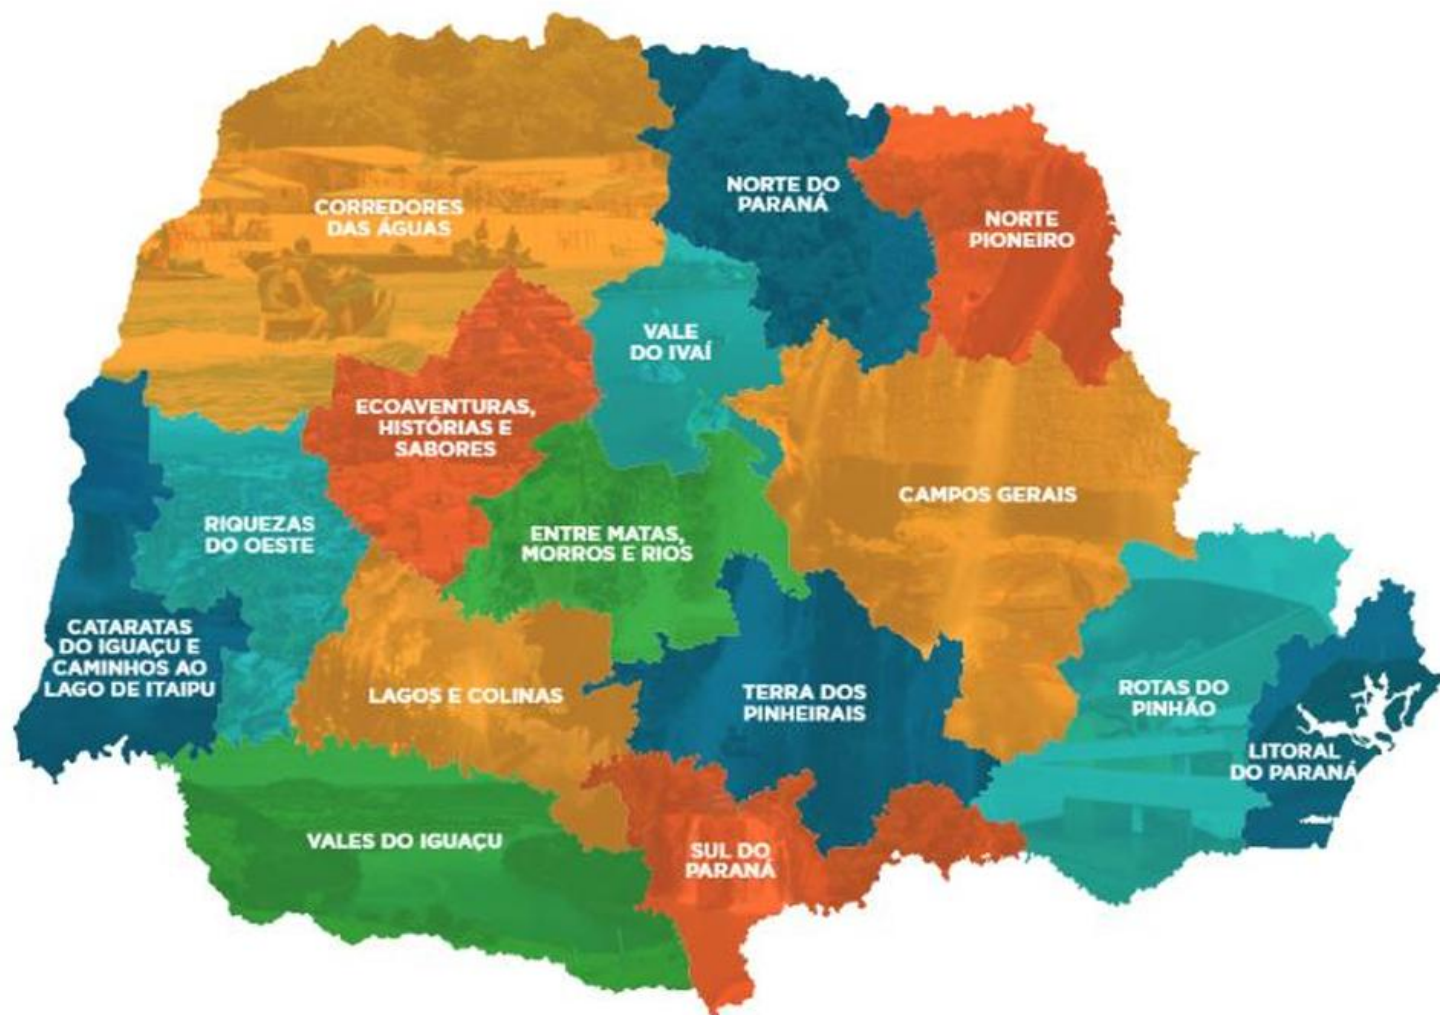 CORREDORES
DAS ÁGUAS
NORTE DO
PARANÁ
NORTE
PIONEIRO
VALE
DO IVAÍ
ECOAVENTURAS,
HISTÓRIAS E
SABORES
CAMPOS GERAIS
RIQUEZAS
DO OESTE
ENTRE MATAS,
MORROS E RIOS
CATARATAS
DO IGUAÇU E
CAMINHOS AO
LAGO DE ITAIPU
LAGOS E COLINAS
TERRA DOS
PINHEIRAIS
ROTAS DO
PINHÃO
LITORAL
DO PARANÁ
VALES DO IGUAÇU
SUL DO
PARANÁ